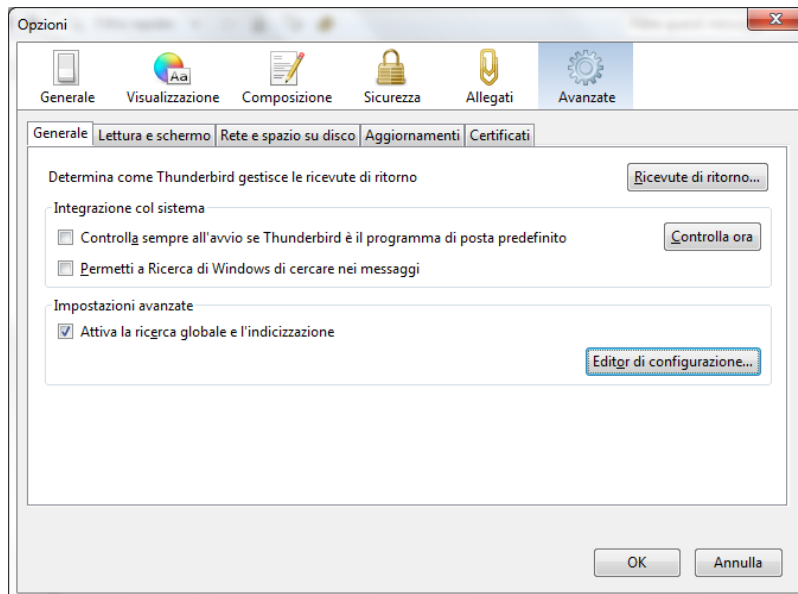 Opzioni
Generale Visualizzazione Composizione Sicurezza Allegati Avanzate
Generale Lettura e schermo Rete e spazio su disco Aggiornamenti Certificati
Determina come Thunderbird gestisce le ricevute di ritorno Ricevute di ritorno...
Integrazione col sistema
Controlla sempre all'avvio se Thunderbird è il programma di posta predefinito Controlla ora
Permetti a Ricerca di Windows di cercare nei messaggi
Impostazioni avanzate
Attiva la ricerca globale e l'indicizzazione
Editor di configurazione...
OK Annulla